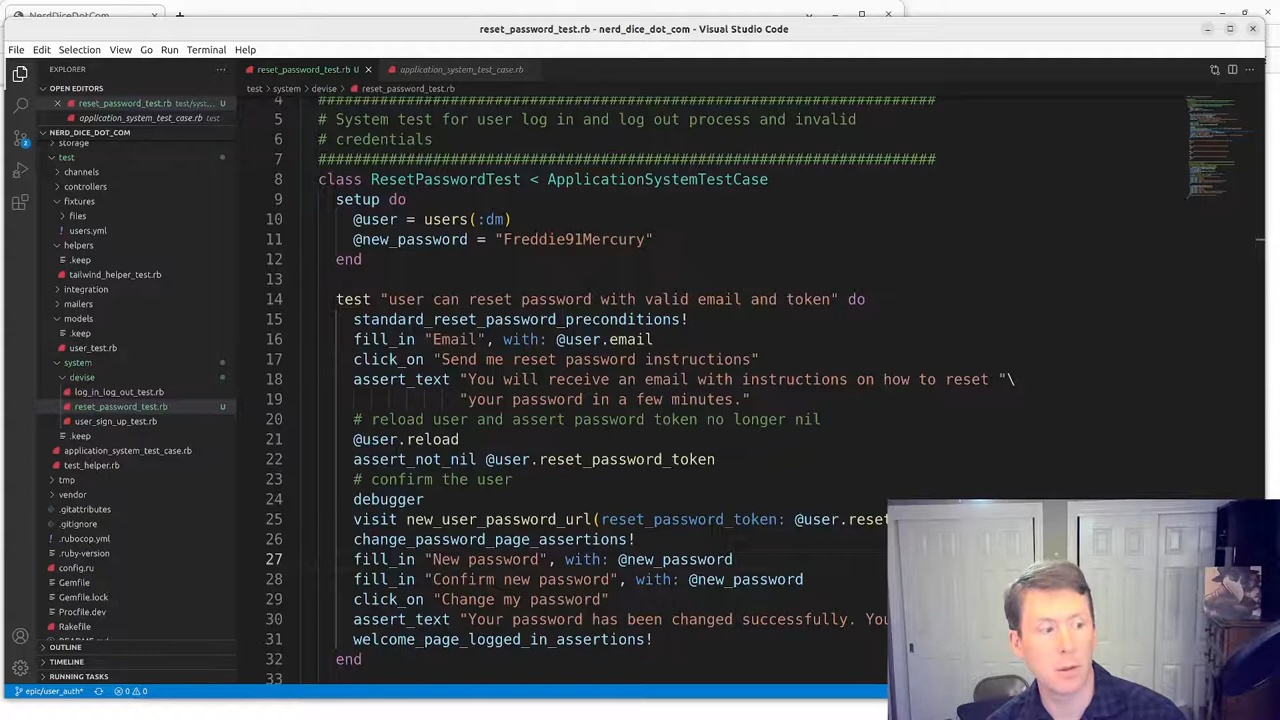 NerdDiceDotCom
reset_password_test.rb - nerd_dice_dot_com - Visual Studio Code
File Edit Selection View Go Run Terminal Help
EXPLORER
OPEN EDITORS
reset_password_test.rb test/syst... U
application_system_test_case.rb test
NERD_DICE_DOT_COM
storage
test
channels
controllers
fixtures
files
users.yml
helpers
.keep
tailwind_helper_test.rb
integration
mailers
models
.keep
user_test.rb
system
devise
log_in_log_out_test.rb
reset_password_test.rb U
user_sign_up_test.rb
.keep
application_system_test_case.rb
test_helper.rb
tmp
vendor
.gitattributes
.gitignore
.rubocop.yml
.ruby-version
config.ru
Gemfile
Gemfile.lock
Procfile.dev
Rakefile
OUTLINE
TIMELINE
RUNNING TASKS
2
epic/user_auth* 0 0
reset_password_test.rb U application_system_test_case.rb
test > system > devise > reset_password_test.rb
4 ######################################################################
5 # System test for user log in and log out process and invalid
6 # credentials
7 ######################################################################
8 class ResetPasswordTest < ApplicationSystemTestCase
9 setup do
10 @user = users(:dm)
11 @new_password = "Freddie91Mercury"
12 end
13
14 test "user can reset password with valid email and token" do
15 standard_reset_password_preconditions!
16 fill_in "Email", with: @user.email
17 click_on "Send me reset password instructions"
18 assert_text "You will receive an email with instructions on how to reset "\
19 "your password in a few minutes."
20 # reload user and assert password token no longer nil
21 @user.reload
22 assert_not_nil @user.reset_password_token
23 # confirm the user
24 debugger
25 visit new_user_password_url(reset_password_token: @user.rese
26 change_password_page_assertions!
27 fill_in "New password", with: @new_password
28 fill_in "Confirm new password", with: @new_password
29 click_on "Change my password"
30 assert_text "Your password has been changed successfully. You
31 welcome_page_logged_in_assertions!
32 end
33